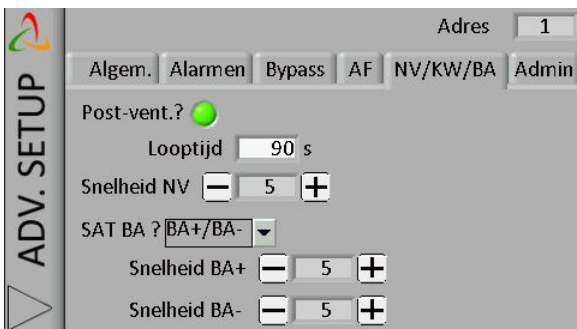 Adres 1
Algem. Alarmen Bypass AF NV/KW/BA Admin
Post-vent.?
Looptijd 90 s
Snelheid NV 5
SAT BA ? BA+/BA-
Snelheid BA+ 5
Snelheid BA- 5
ADV. SETUP